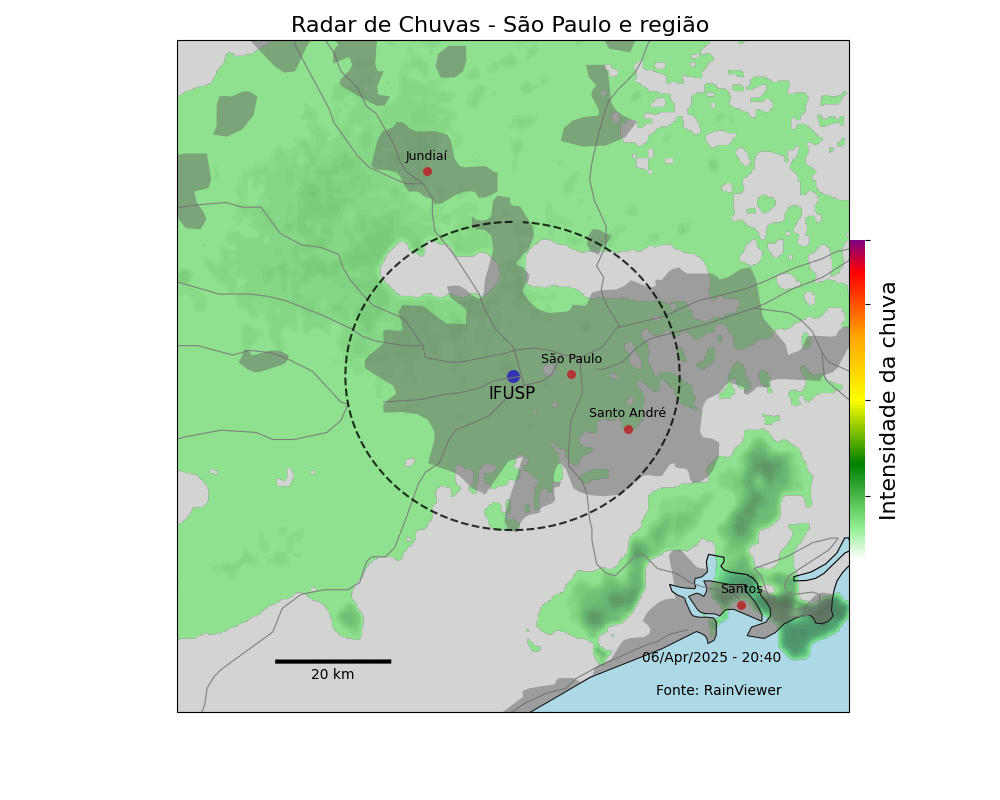 Radar de Chuvas - São Paulo e região
Jundiaí
São Paulo
IFUSP
Santo André
Intensidade da chuva
Santos
06/Apr/2025 - 20:40
20 km
Fonte: RainViewer